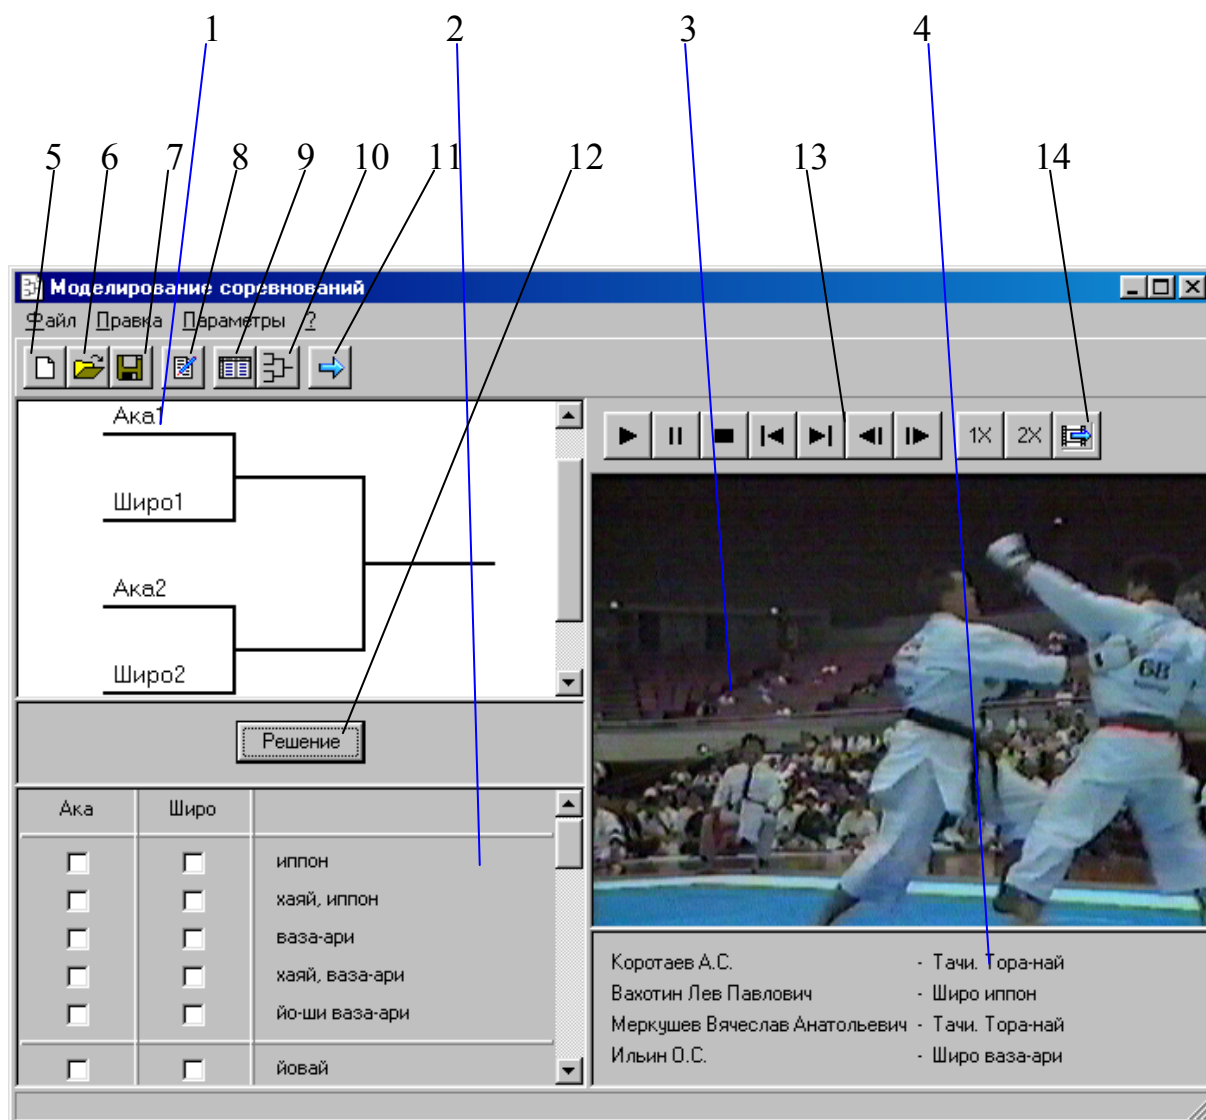 1 2 3 4
5 6 7 8 9 10 11 12 13 14
Моделирование соревнований
Файл Правка Параметры ?
1X 2X
Ака1
Широ1
Ака2
Широ2
Решение
Ака Широ
иппон
хаяй, иппон
ваза-ари
хаяй, ваза-ари
йо-ши ваза-ари
йовай
68
Коротаев А.С. - Тачи. Тора-най
Вахотин Лев Павлович - Широ иппон
Меркушев Вячеслав Анатольевич - Тачи. Тора-най
Ильин О.С. - Широ ваза-ари